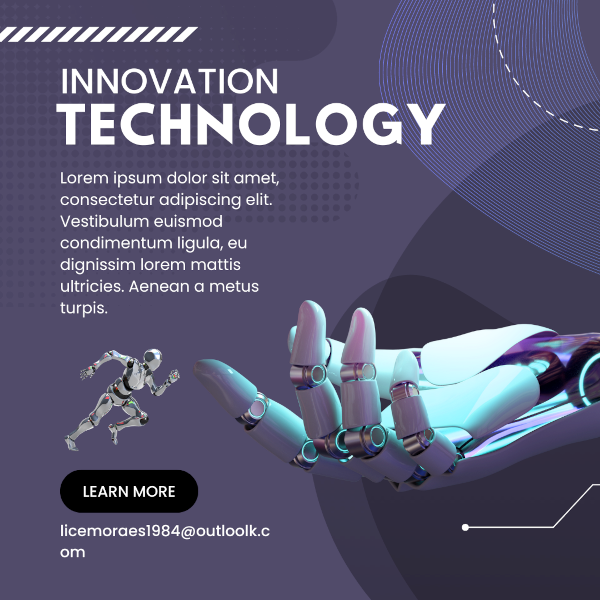 INNOVATION
TECHNOLOGY
Lorem ipsum dolor sit amet,
consectetur adipiscing elit.
Vestibulum euismod
condimentum ligula, eu
dignissim lorem mattis
ultricies. Aenean a metus
turpis.
LEARN MORE
licemoraes1984@outloolk.c
om